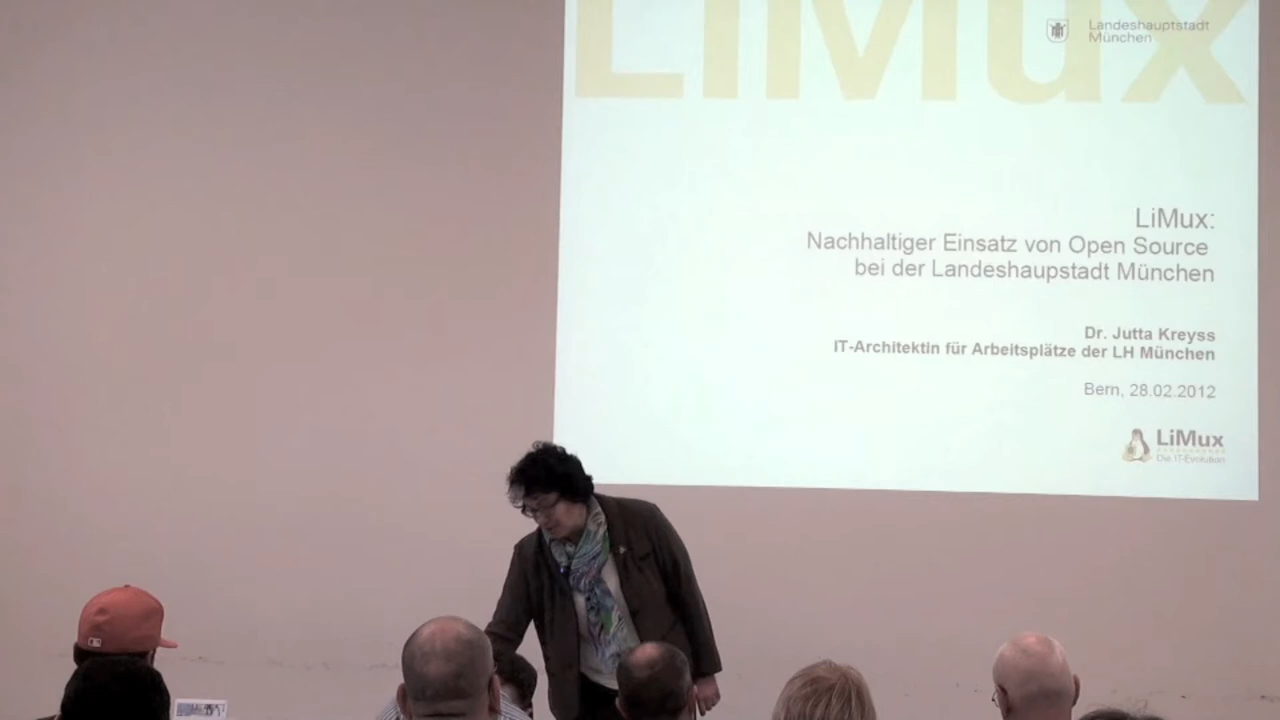 LiMux
Landeshauptstadt
München
LiMux:
Nachhaltiger Einsatz von Open Source
bei der Landeshaupstadt München
Dr. Jutta Kreyss
IT-Architektin für Arbeitsplätze der LH München
Bern, 28.02.2012
LiMux
Die IT-Evolution